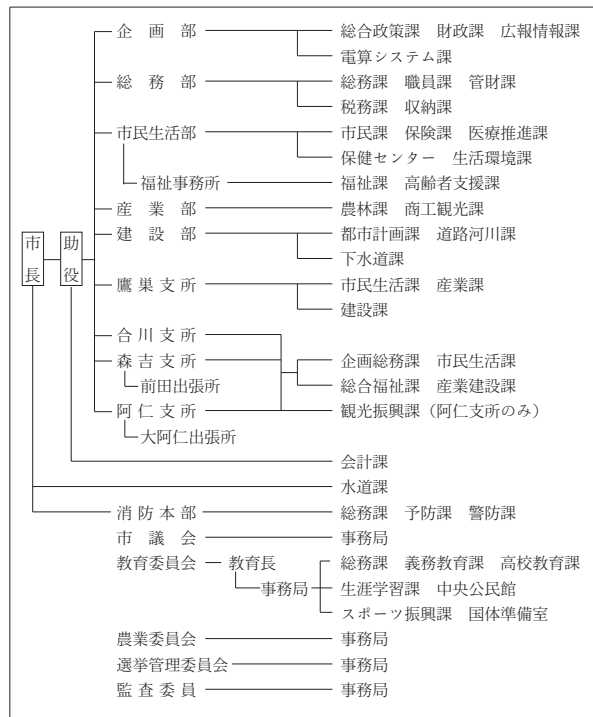 企画部 総合政策課 財政課 広報情報課
電算システム課
総務部 総務課 職員課 管財課
税務課 収納課
市民生活部 市民課 保険課 医療推進課
保健センター 生活環境課
福祉事務所 福祉課 高齢者支援課
産業部 農林課 商工観光課
建設部 都市計画課 道路河川課
市長 助役
下水道課
鷹巣支所 市民生活課 産業課
建設課
合川支所
森吉支所 企画総務課 市民生活課
前田出張所 総合福祉課 産業建設課
阿仁支所 観光振興課（阿仁支所のみ）
大阿仁出張所
会計課
水道課
消防本部 総務課 予防課 警防課
市議会 事務局
教育委員会 教育長 総務課 義務教育課 高校教育課
事務局 生涯学習課 中央公民館
スポーツ振興課 国体準備室
農業委員会 事務局
選挙管理委員会 事務局
監査委員 事務局